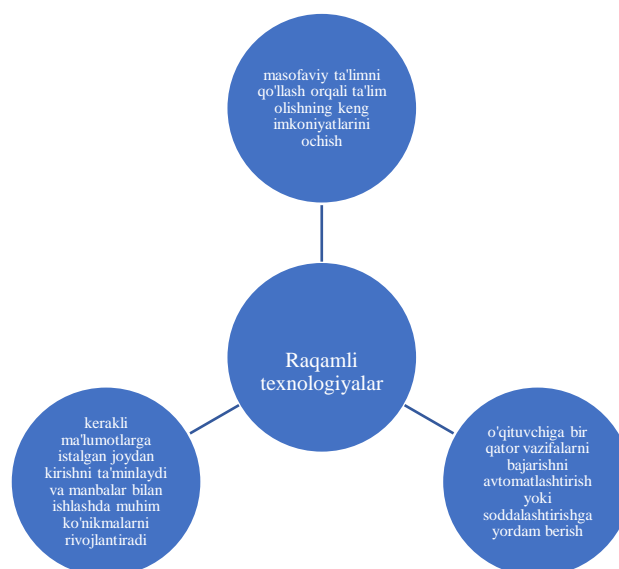 masofaviy ta'limni
qo'llash orqali ta'lim
olishning keng
imkoniyatlarini
ochish
Raqamli
texnologiyalar
kerakli
ma'lumotlarga
istalgan joydan
kirishni ta'minlaydi
va manbalar bilan
ishlashda muhim
ko'nikmalarni
rivojlantiradi
o'qituvchiga bir
qator vazifalarni
bajarishni
avtomatlashtirish
yoki
soddalashtirishga
yordam berish